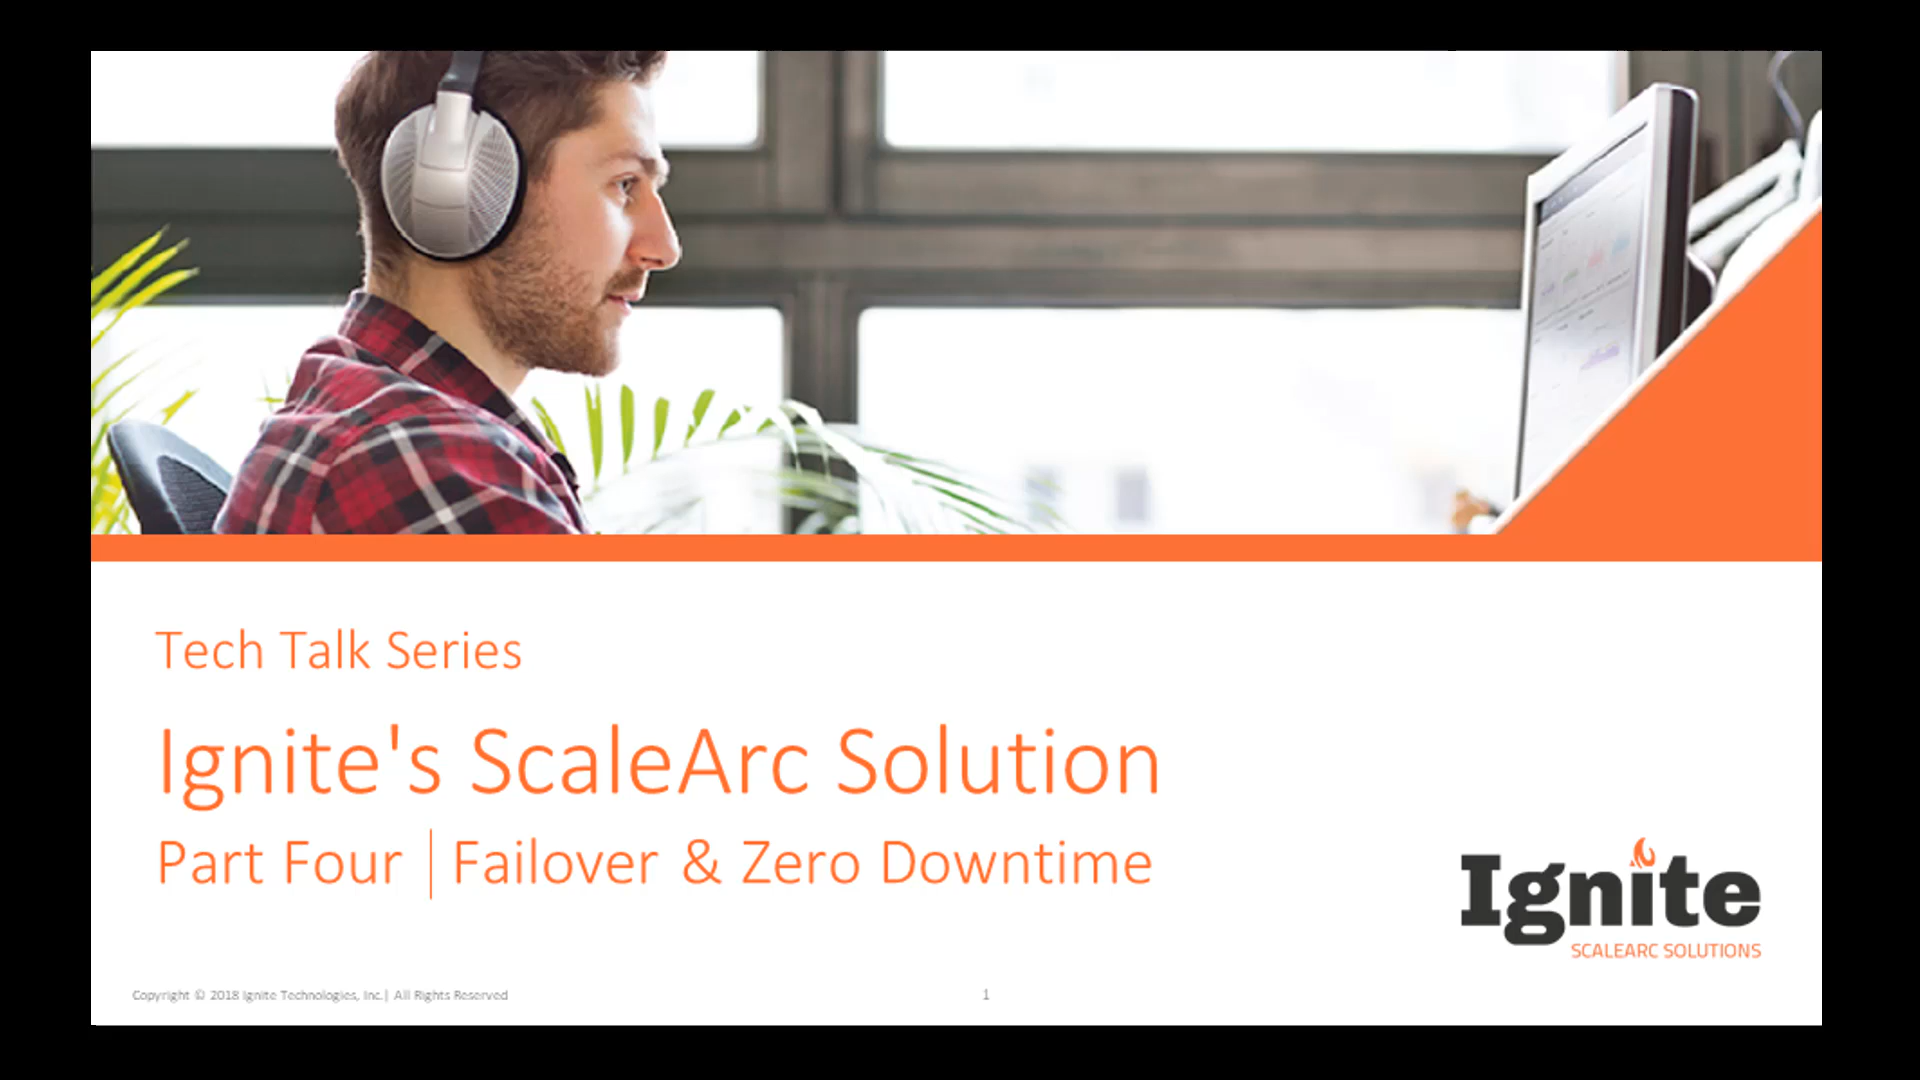 Tech Talk Series
Ignite's ScaleArc Solution
Part Four | Failover & Zero Downtime
Ignite
SCALEARC SOLUTIONS
Copyright © 2018 Ignite Technologies, Inc.| All Rights Reserved
1